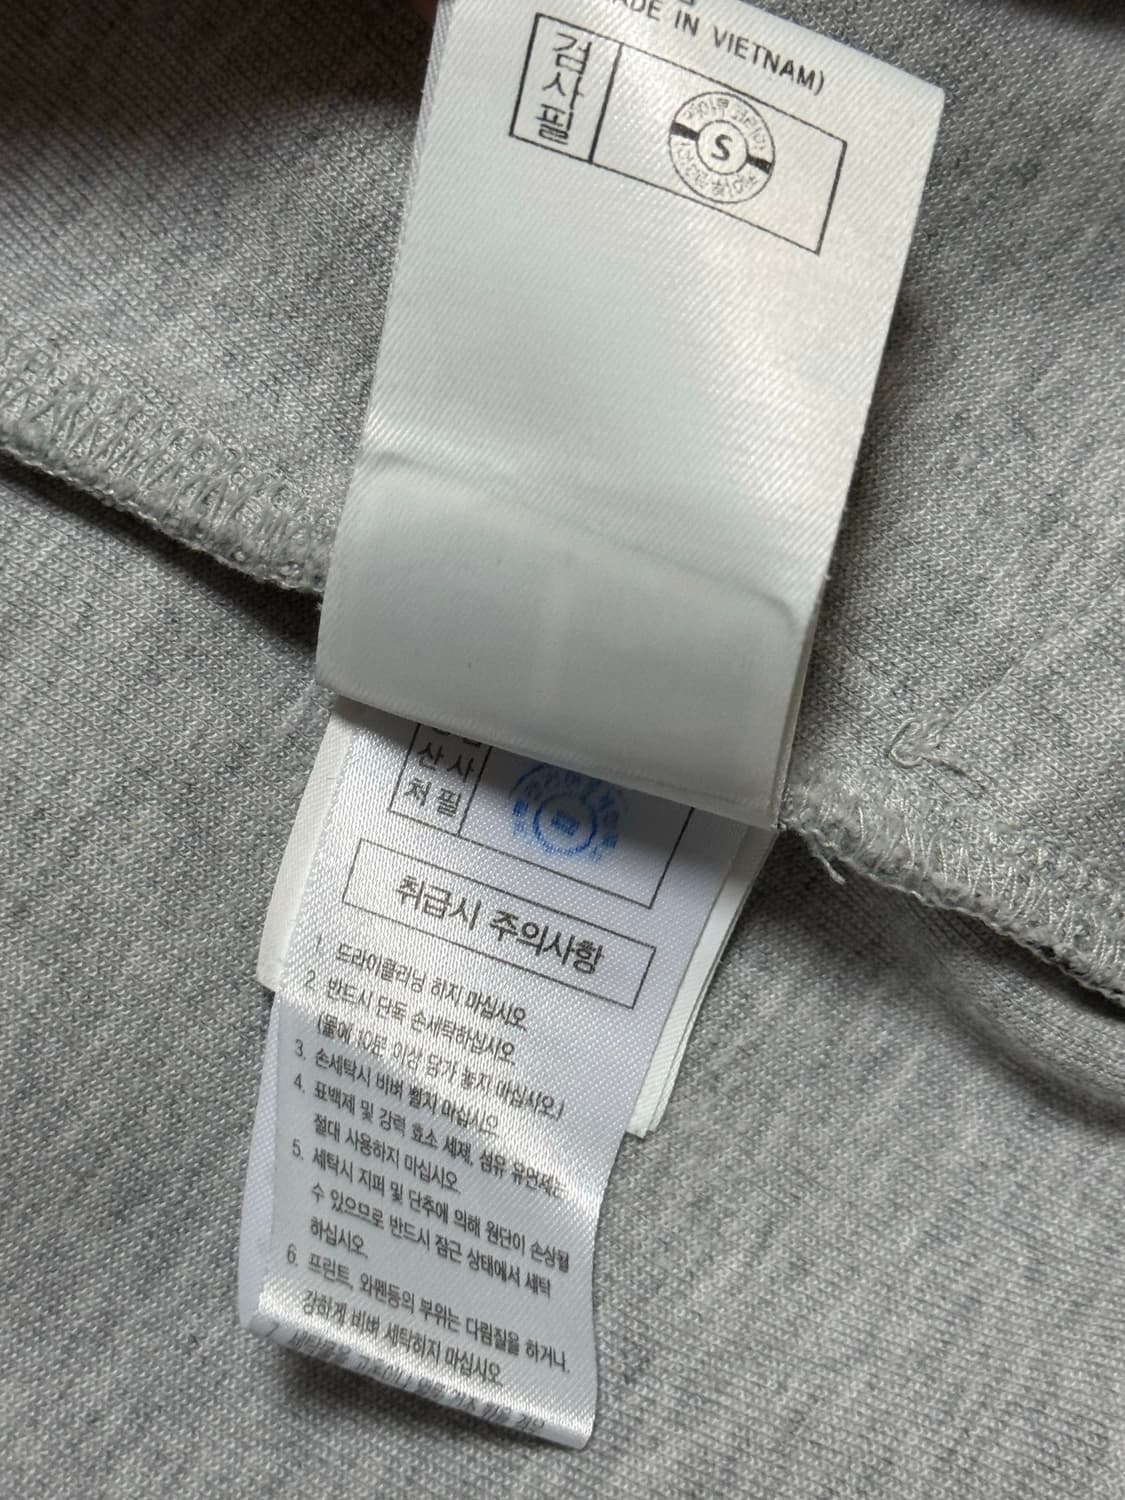 MADE IN VIETNAM)
검사필
S
산 사
저 필
취급시 주의사항
1. 드라이클리닝 하지 마십시오
2. 반드시 단독 손세탁하십시오
(물에 10분 이상 담가 놓지 마십시오)
3. 손세탁시 비벼 빨지 마십시오
4. 표백제 및 강력 효소 세제, 섬유 유연제는
절대 사용하지 마십시오
5. 세탁시 지퍼 및 단추에 의해 원단이 손상될
수 있으므로 반드시 잠근 상태에서 세탁
하십시오.
6. 프린트, 와펜등의 부위는 다림질을 하거나,
강하게 비벼 세탁하지 마십시오.